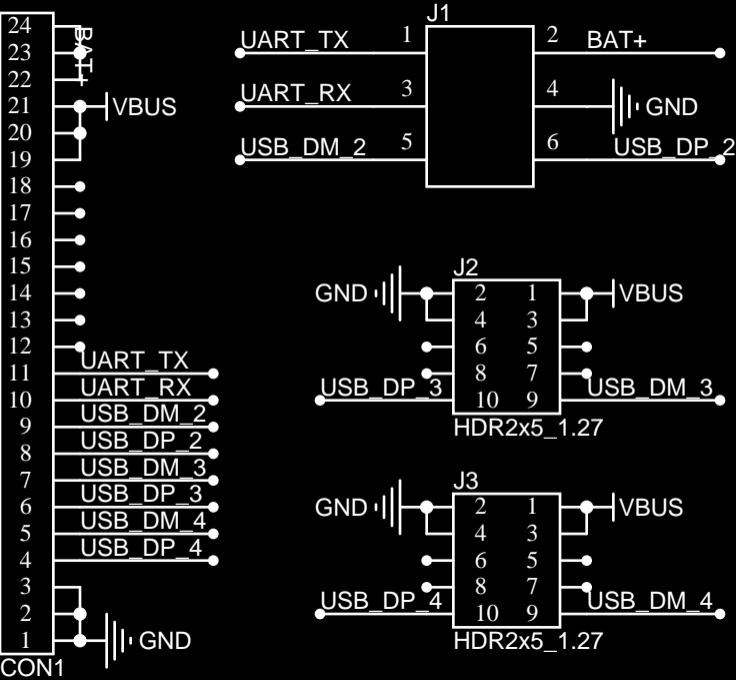 24
BAT+
23
22
21 VBUS
20
19
18
17
16
15
14
13
12
11 UART_TX
10 UART_RX
9 USB_DM_2
8 USB_DP_2
7 USB_DM_3
6 USB_DP_3
5 USB_DM_4
4 USB_DP_4
3
2
1 GND
CON1
J1
UART_TX 1 2 BAT+
UART_RX 3 4 GND
USB_DM_2 5 6 USB_DP_2
J2
GND 2 1 VBUS
4 3
6 5
8 7
USB_DP_3 10 9 USB_DM_3
HDR2x5_1.27
J3
GND 2 1 VBUS
4 3
6 5
8 7
USB_DP_4 10 9 USB_DM_4
HDR2x5_1.27